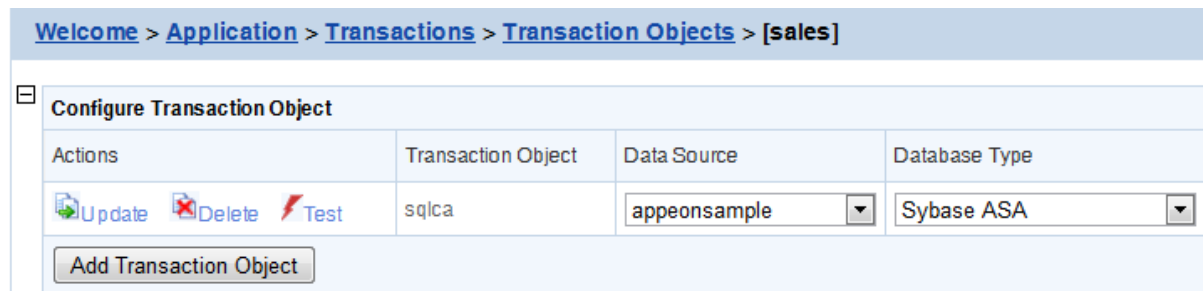 Welcome > Application > Transactions > Transaction Objects > [sales]
Configure Transaction Object
Actions Transaction Object Data Source Database Type
Update Delete Test sqlca appeonsample Sybase ASA
Add Transaction Object